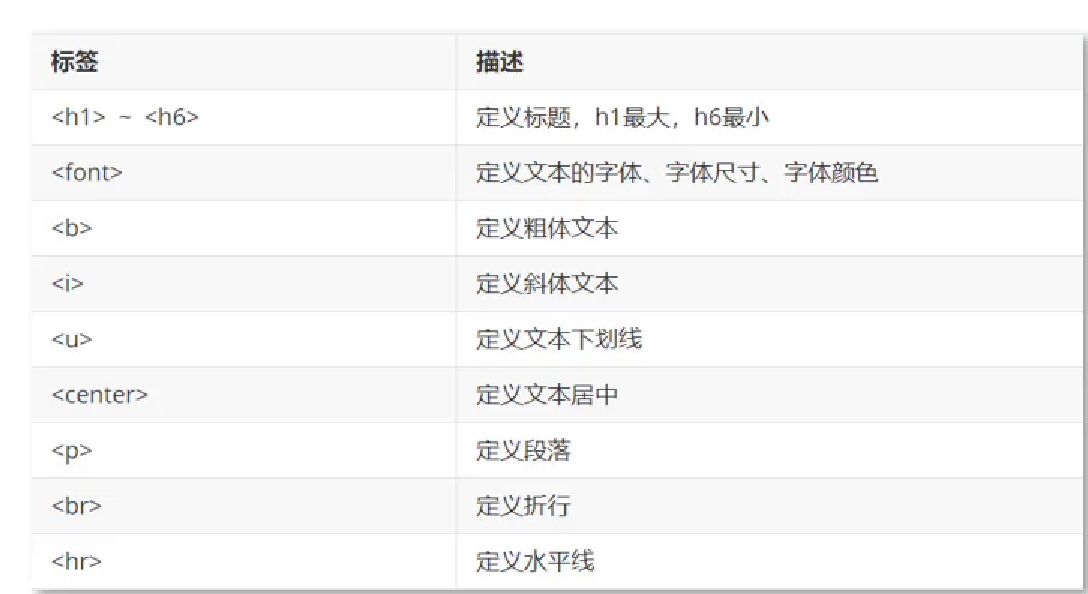 标签 描述
<h1> ~ <h6> 定义标题，h1最大，h6最小
<font> 定义文本的字体、字体尺寸、字体颜色
<b> 定义粗体文本
<i> 定义斜体文本
<u> 定义文本下划线
<center> 定义文本居中
<p> 定义段落
<br> 定义折行
<hr> 定义水平线